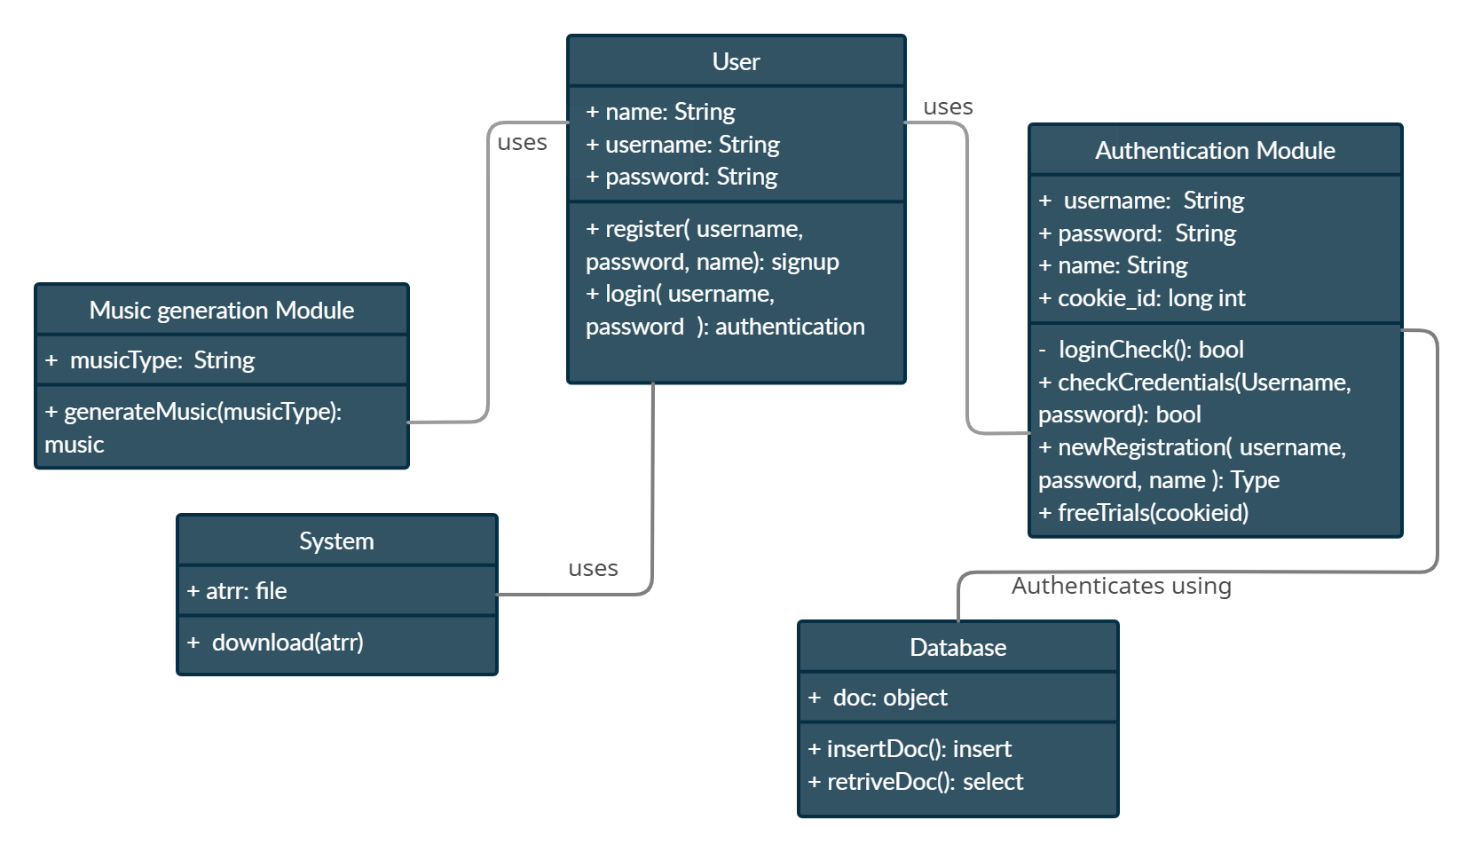 User
+ name: String
+ username: String
+ password: String
+ register( username,
password, name): signup
+ login( username,
password ): authentication
uses
uses
Authentication Module
+ username: String
+ password: String
+ name: String
+ cookie_id: long int
- loginCheck(): bool
+ checkCredentials(Username,
password): bool
+ newRegistration( username,
password, name ): Type
+ freeTrials(cookieid)
Music generation Module
+ musicType: String
+ generateMusic(musicType):
music
System
+ atrr: file
+ download(atrr)
uses
Authenticates using
Database
+ doc: object
+ insertDoc(): insert
+ retriveDoc(): select